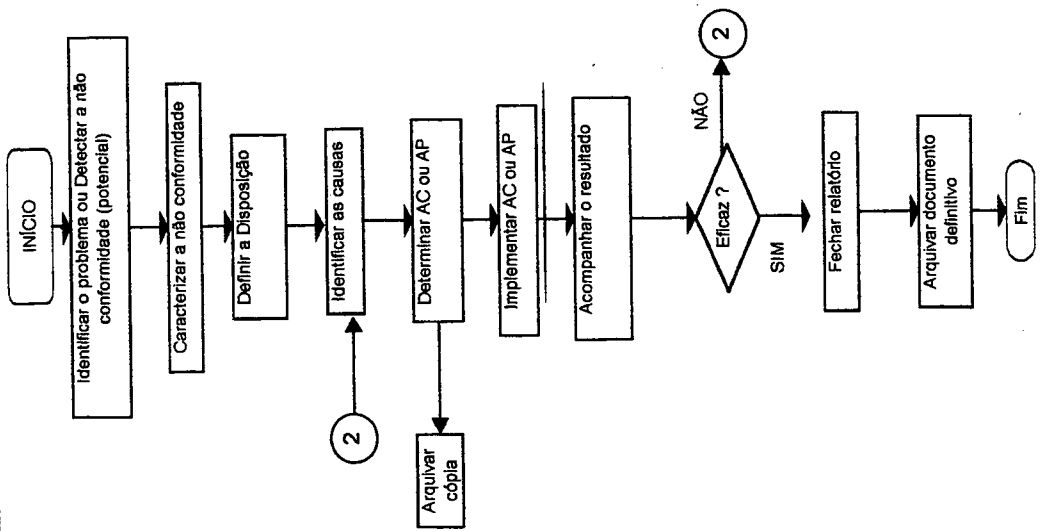 INÍCIO
Identificar o problema ou Detectar a não
conformidade (potencial)
Caracterizar a não conformidade
Definir a Disposição
Identificar as causas
2
Determinar AC ou AP
Arquivar
cópia
Implementar AC ou AP
Acompanhar o resultado
Eficaz ?
NÃO
2
SIM
Fechar relatório
Arquivar documento
definitivo
Fim